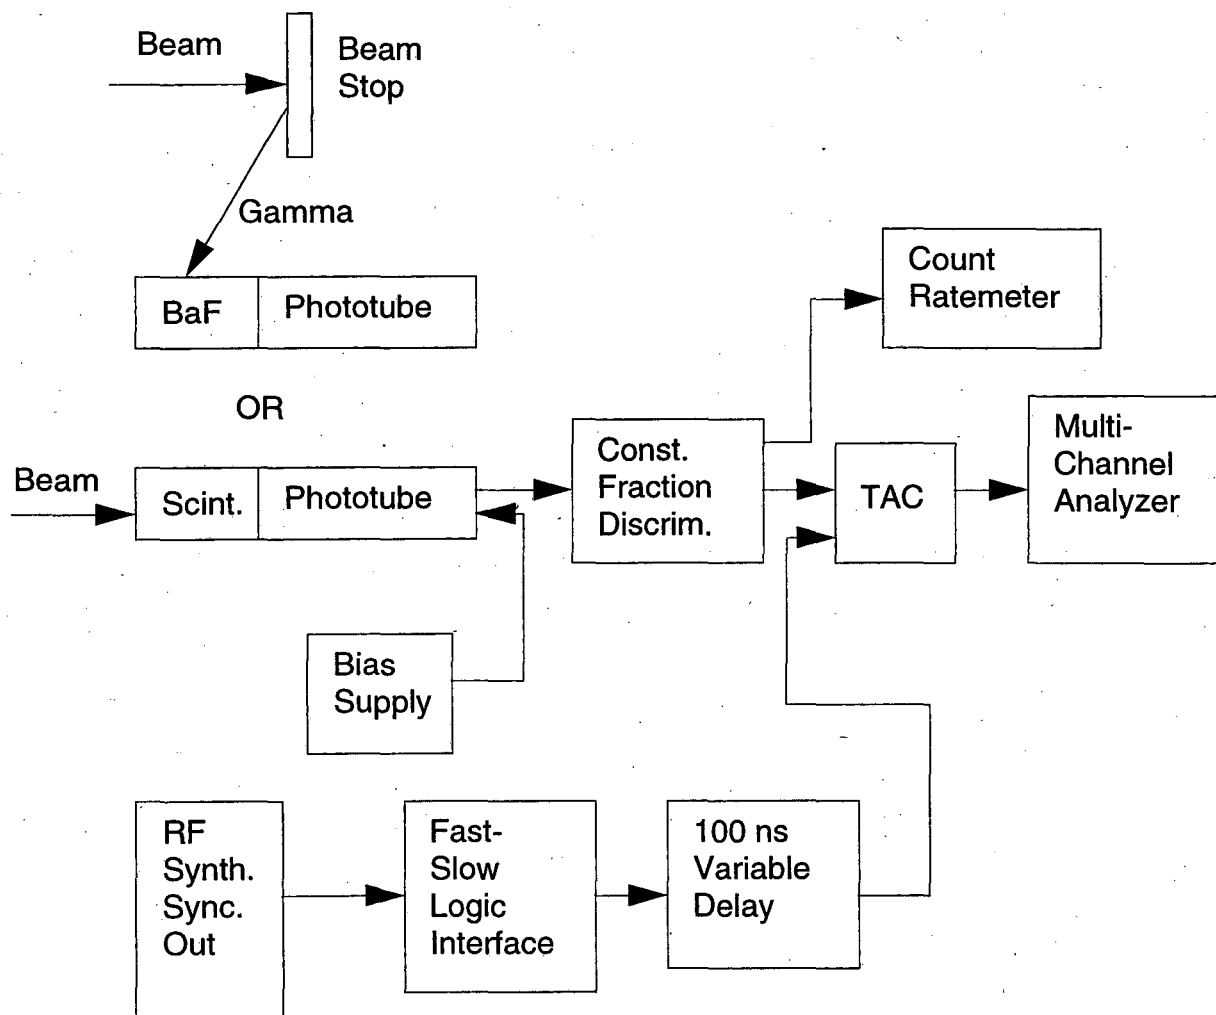 Beam
Beam
Stop
Gamma
BaF
Phototube
Count
Ratemeter
OR
Beam
Scint.
Phototube
Const.
Fraction
Discrim.
TAC
Multi-
Channel
Analyzer
Bias
Supply
RF
Synth.
Sync.
Out
Fast-
Slow
Logic
Interface
100 ns
Variable
Delay